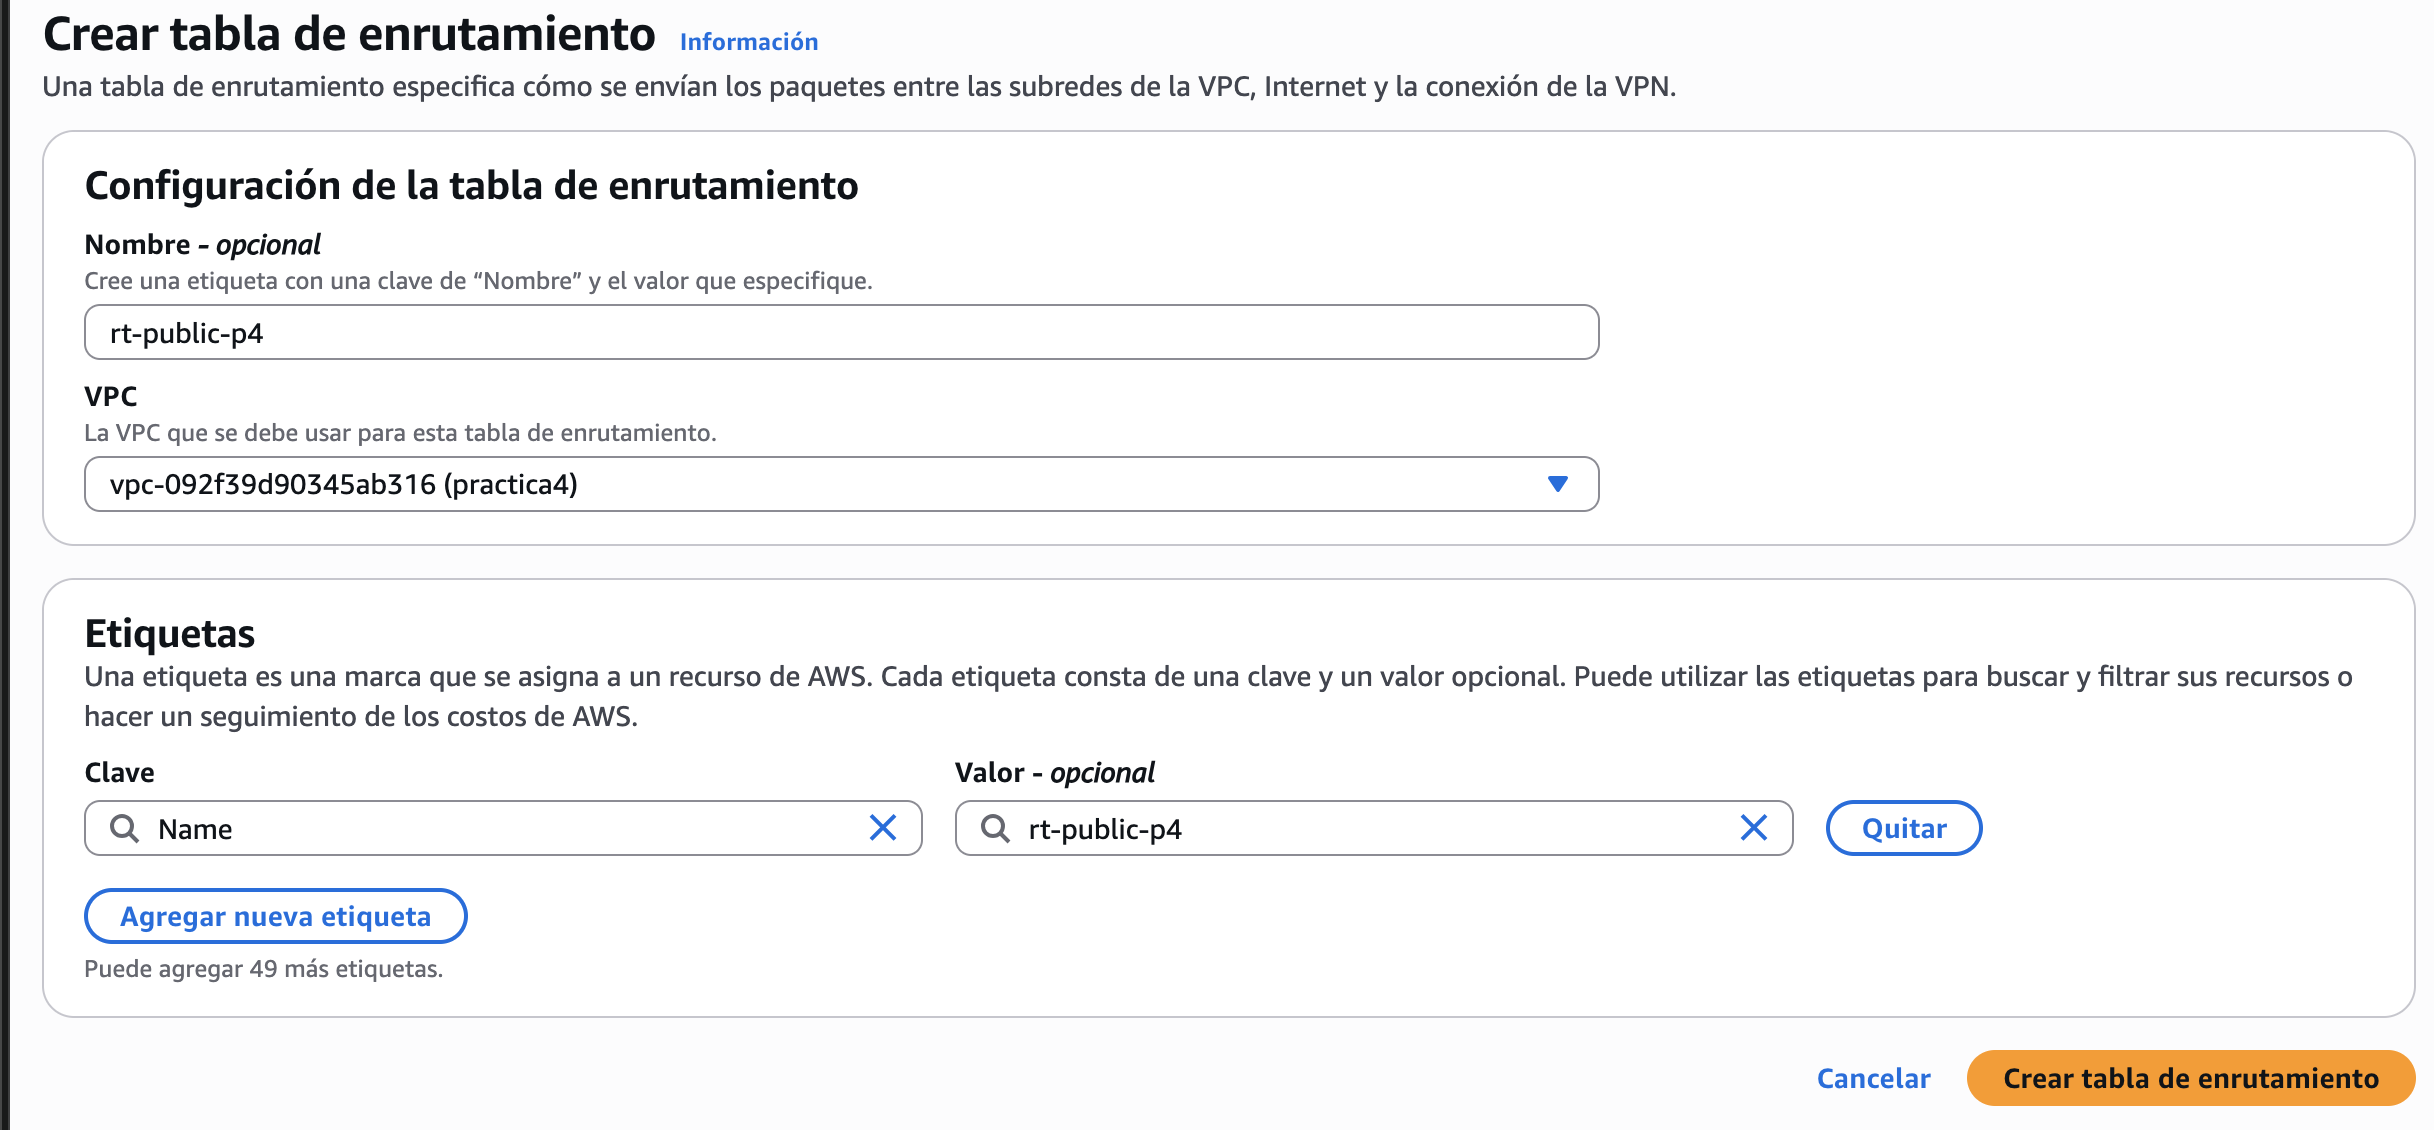 Crear tabla de enrutamiento Información
Una tabla de enrutamiento especifica cómo se envían los paquetes entre las subredes de la VPC, Internet y la conexión de la VPN.
Configuración de la tabla de enrutamiento
Nombre - opcional
Cree una etiqueta con una clave de “Nombre” y el valor que especifique.
rt-public-p4
VPC
La VPC que se debe usar para esta tabla de enrutamiento.
vpc-092f39d90345ab316 (practica4)
Etiquetas
Una etiqueta es una marca que se asigna a un recurso de AWS. Cada etiqueta consta de una clave y un valor opcional. Puede utilizar las etiquetas para buscar y filtrar sus recursos o
hacer un seguimiento de los costos de AWS.
Clave Valor - opcional
Name rt-public-p4 Quitar
Agregar nueva etiqueta
Puede agregar 49 más etiquetas.
Cancelar Crear tabla de enrutamiento